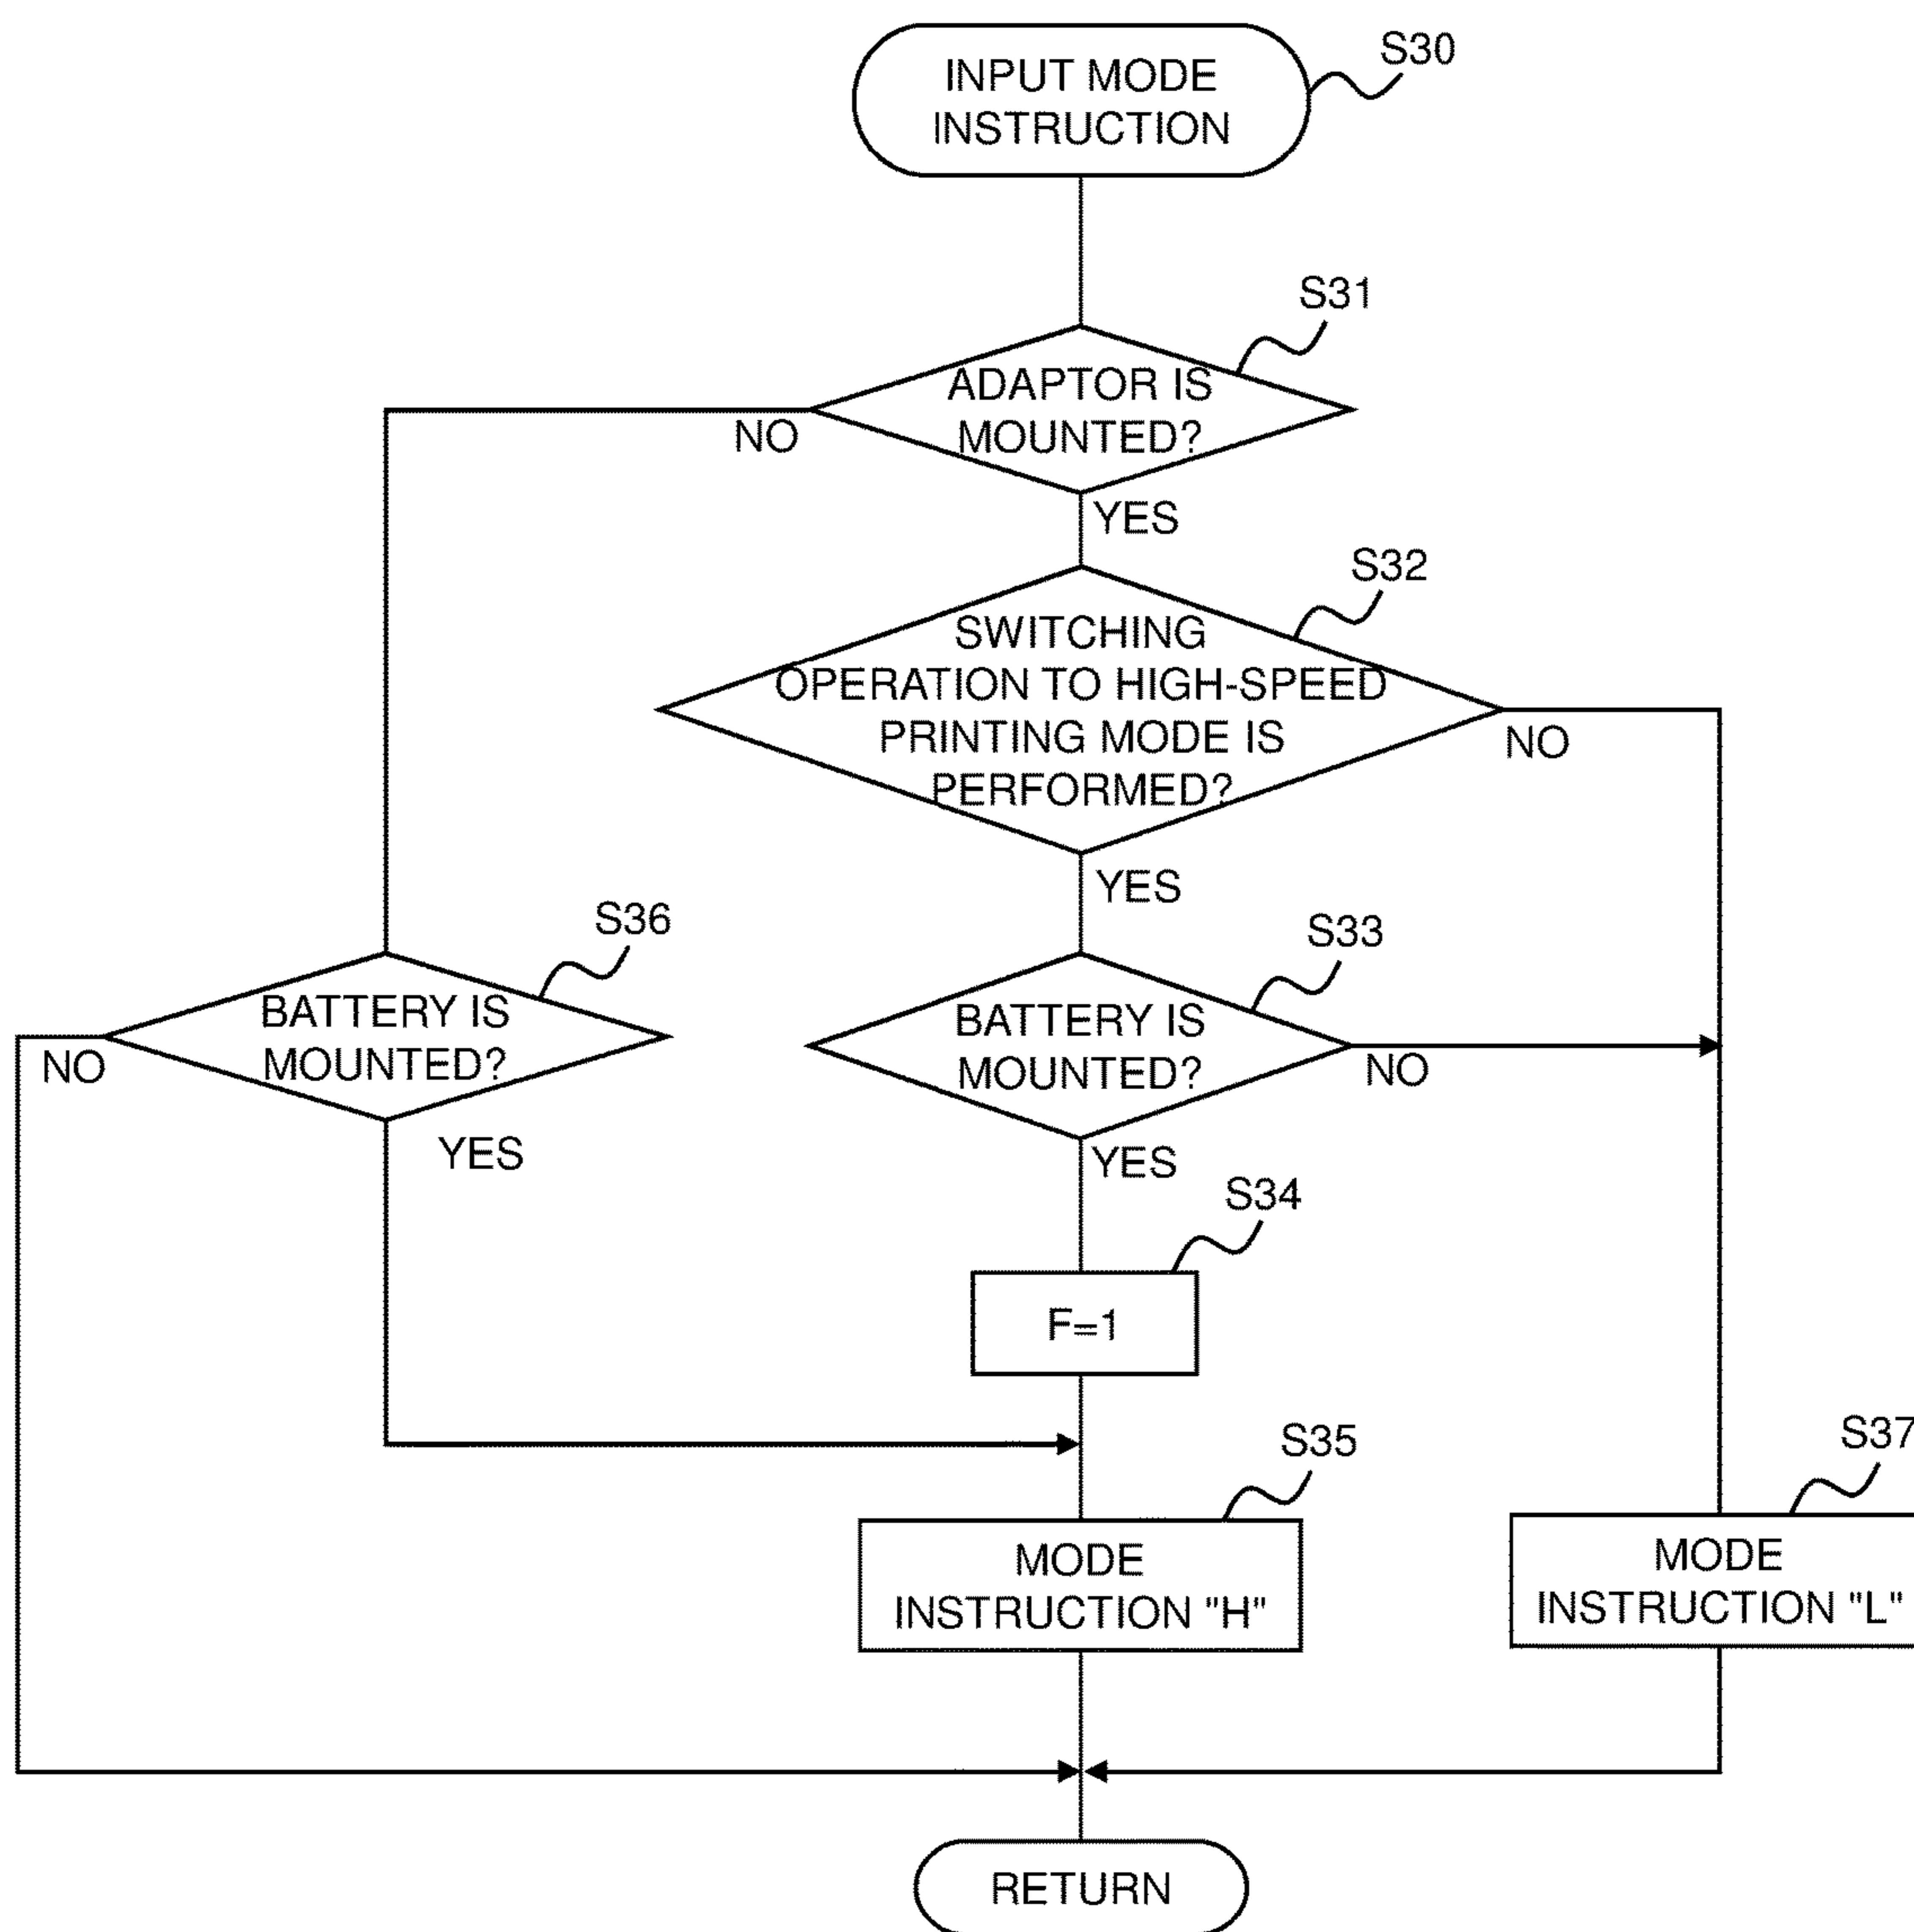 INPUT MODE
INSTRUCTION
S30
ADAPTOR IS
MOUNTED?
S31
NO
YES
SWITCHING
OPERATION TO HIGH-SPEED
PRINTING MODE IS
PERFORMED?
S32
NO
YES
BATTERY IS
MOUNTED?
S36
NO
YES
BATTERY IS
MOUNTED?
S33
NO
YES
S34
F=1
S35
MODE
INSTRUCTION "H"
S37
MODE
INSTRUCTION "L"
RETURN